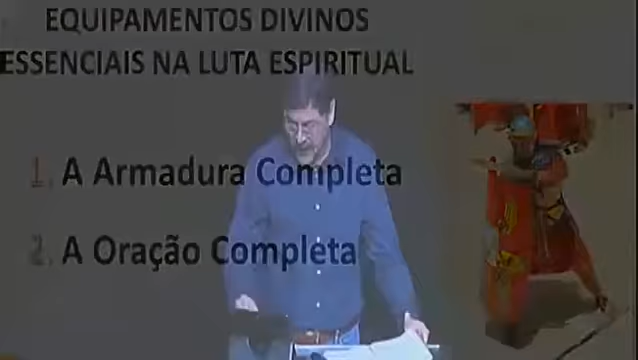 EQUIPAMENTOS DIVINOS
ESSENCIAIS NA LUTA ESPIRITUAL
1. A Armadura Completa
2. A Oração Completa